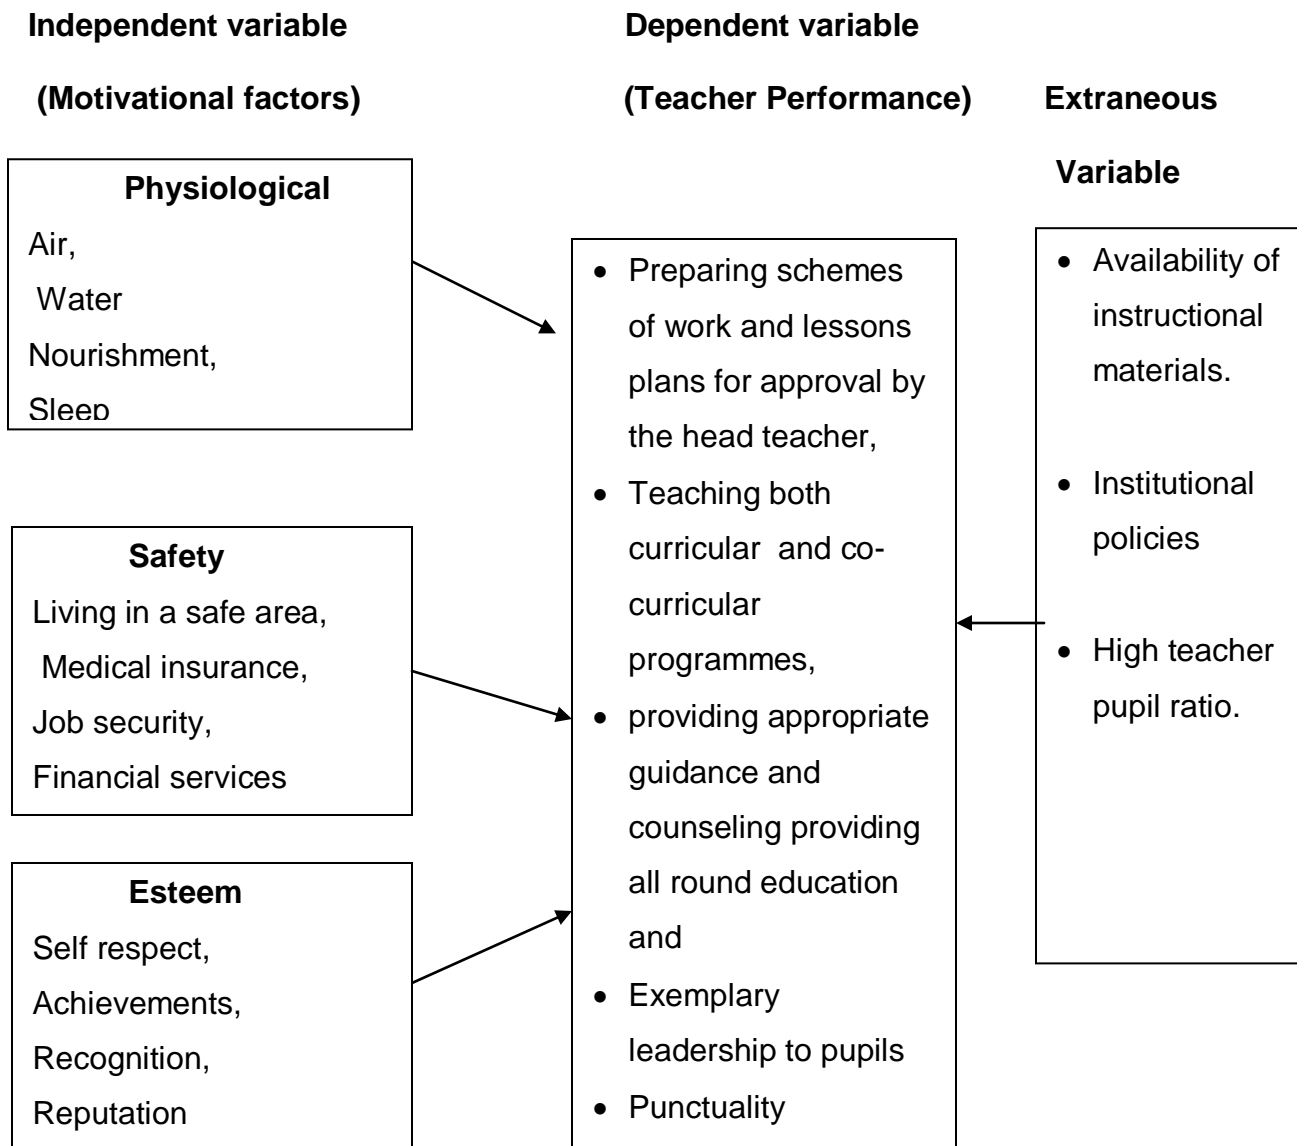 Independent variable
(Motivational factors)
Dependent variable
(Teacher Performance)
Extraneous
Variable
Physiological
Air,
Water
Nourishment,
Sleep
Safety
Living in a safe area,
Medical insurance,
Job security,
Financial services
Esteem
Self respect,
Achievements,
Recognition,
Reputation
• Preparing schemes
of work and lessons
plans for approval by
the head teacher,
• Teaching both
curricular and co-
curricular
programmes,
• providing appropriate
guidance and
counseling providing
all round education
and
• Exemplary
leadership to pupils
• Punctuality
• Availability of
instructional
materials.
• Institutional
policies
• High teacher
pupil ratio.